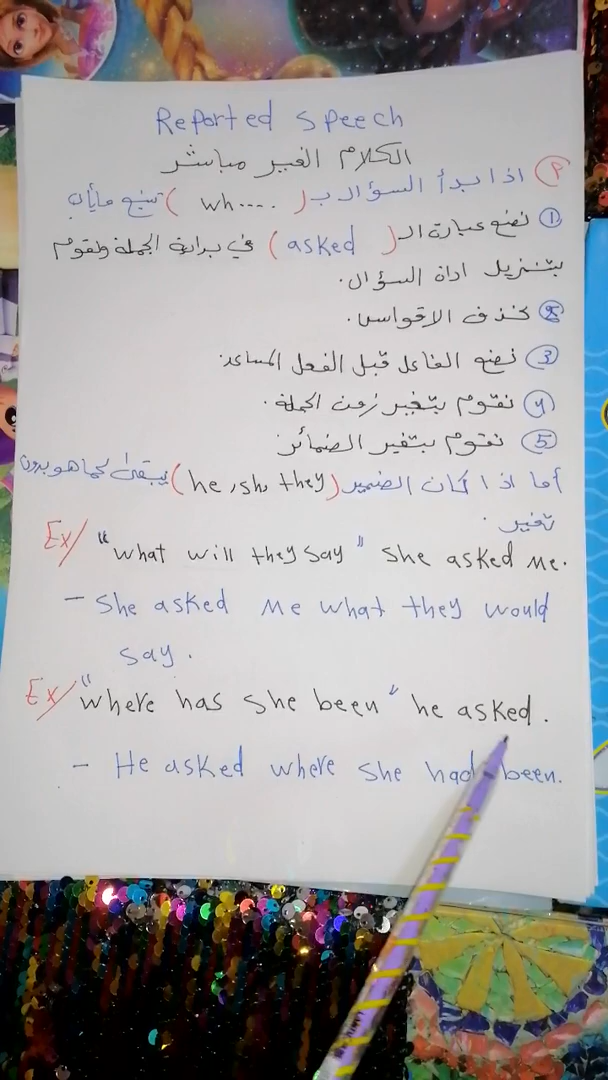 Reported speech
الكلام الغير مباشر
(P) اذا بدأ السؤال بـ ( wh.... ) تتبع مايأتي
① نضع عبارة الـ ( asked ) في بداية الجملة ونقوم
بتنزيل اداة السؤال.
② نحذف الاقواس.
③ نضع الفاعل قبل الفعل المساعد.
④ نقوم بتغير زمن الجملة.
⑤ نقوم بتغير الضمائر
أما اذا كان الضمير (he, she, they) يبقى كما هو بدون
تغير.
Ex/ "what will they say" she asked me.
- She asked me what they would
say.
Ex/ "where has she been" he asked.
- He asked where she had been.